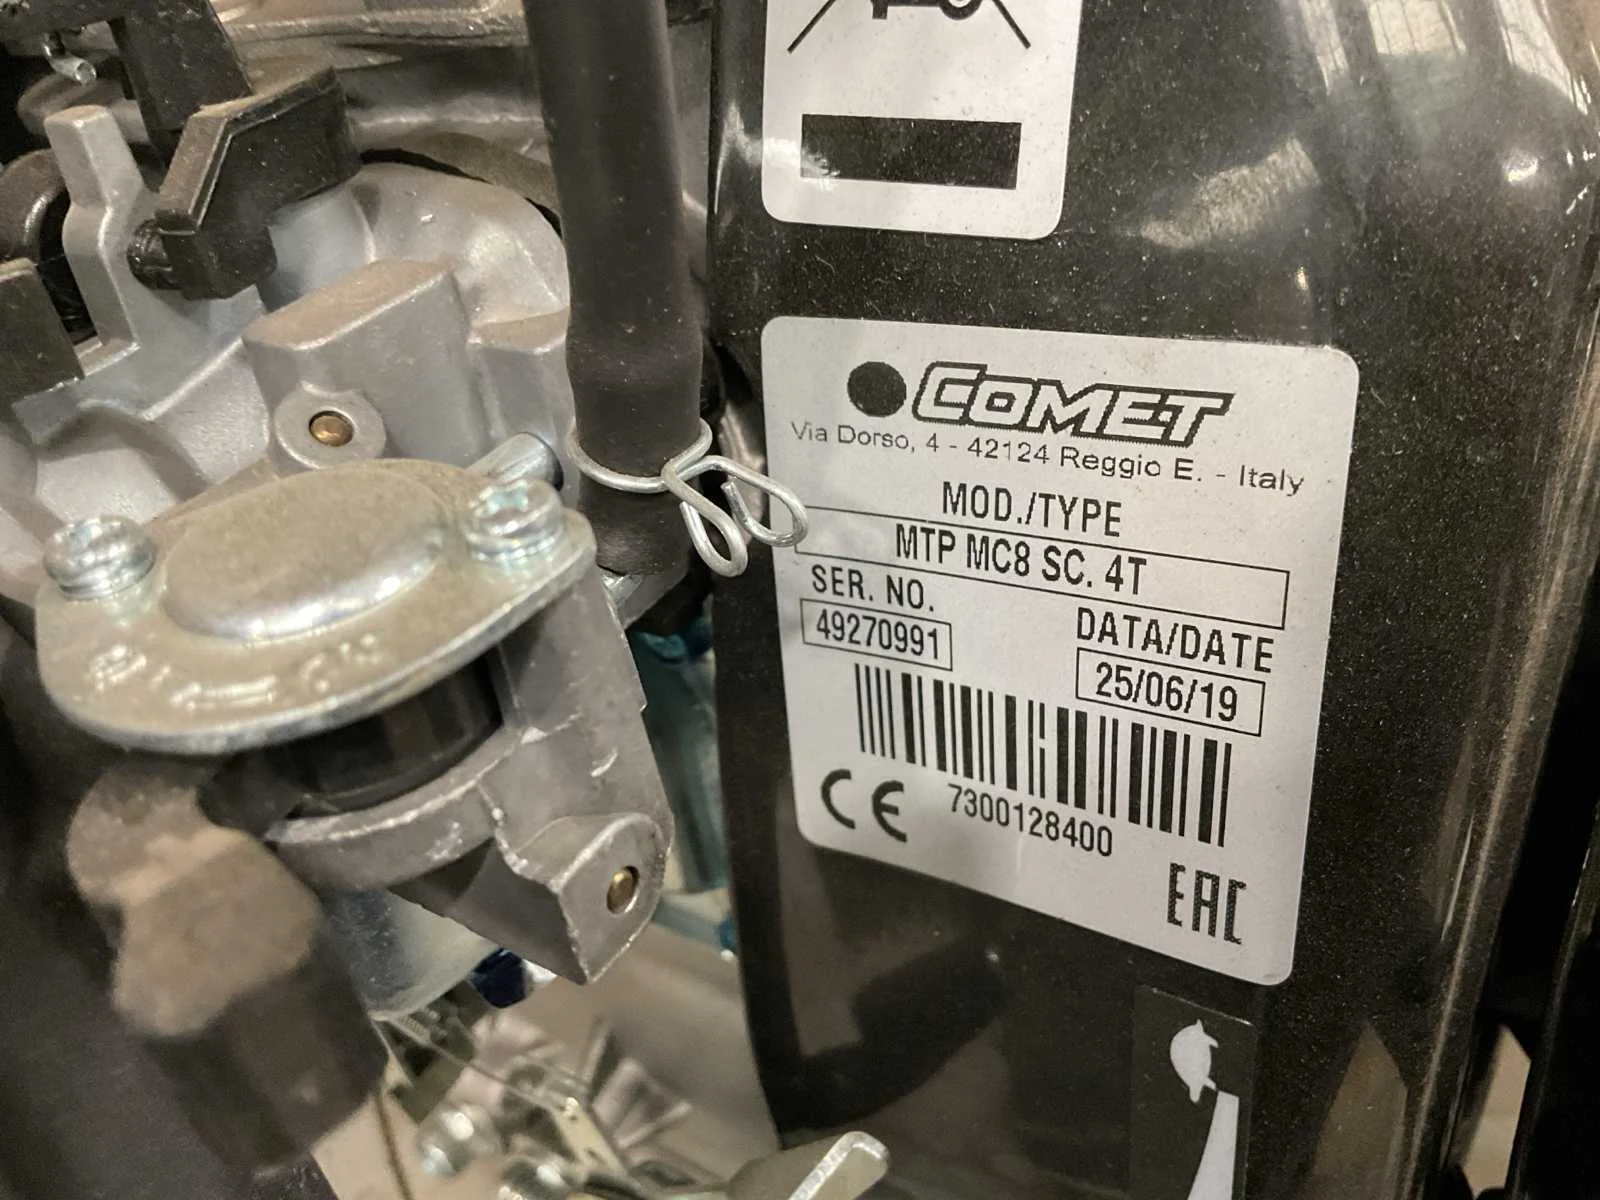 COMET
Via Dorso, 4 - 42124 Reggio E. - Italy
MOD./TYPE
MTP MC8 SC. 4T
SER. NO.
49270991
DATA/DATE
25/06/19
7300128400
CE
EAC